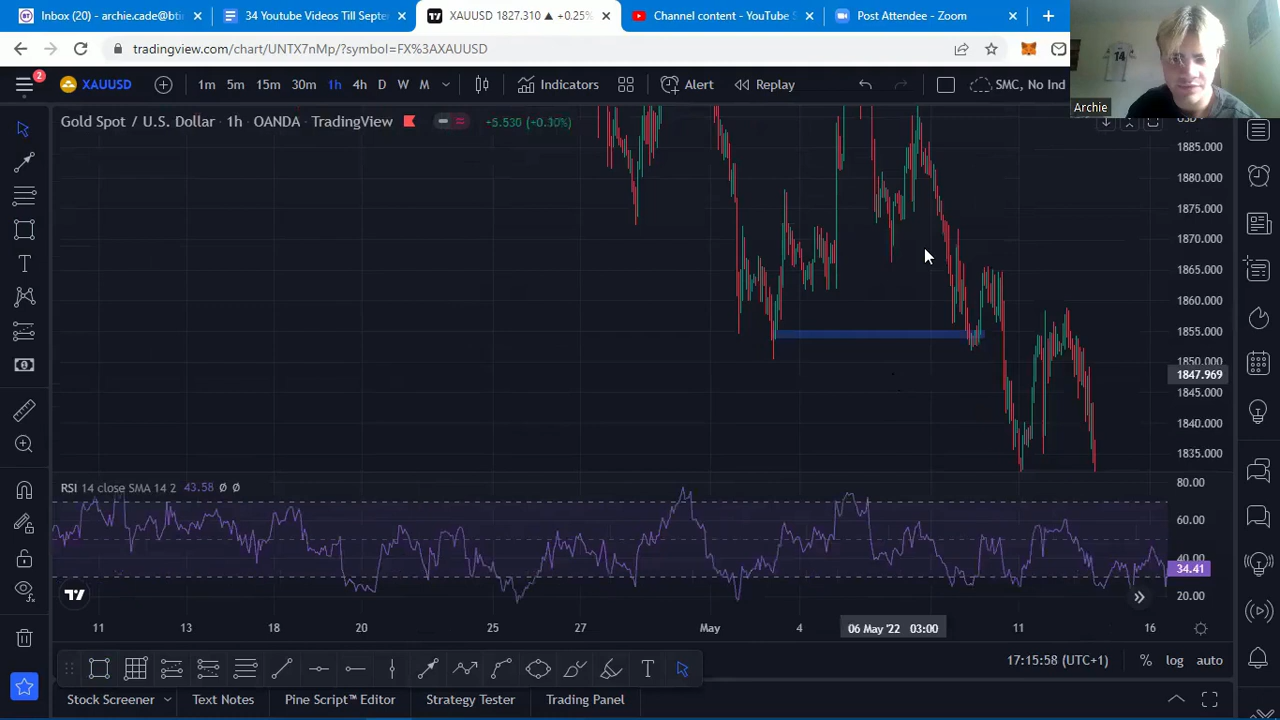 Inbox (20) - archie.cade@bti
34 Youtube Videos Till Septe
XAUUSD 1827.310 ▲ +0.25%
Channel content - YouTube S
Post Attendee - Zoom
tradingview.com/chart/UNTX7nMp/?symbol=FX%3AXAUUSD
14
Archie
2
XAUUSD
1m 5m 15m 30m 1h 4h D W M
Indicators
Alert
Replay
SMC, No Ind
Gold Spot / U.S. Dollar · 1h · OANDA · TradingView
+5.530 (+0.30%)
1885.000
1880.000
1875.000
1870.000
1865.000
1860.000
1855.000
1850.000
1847.969
1845.000
1840.000
1835.000
RSI 14 close SMA 14 2 43.58 Ø Ø
80.00
60.00
40.00
34.41
20.00
11 13 18 20 25 27 May 4 06 May '22 03:00 11 16
17:15:58 (UTC+1)
% log auto
Stock Screener
Text Notes
Pine Script™ Editor
Strategy Tester
Trading Panel